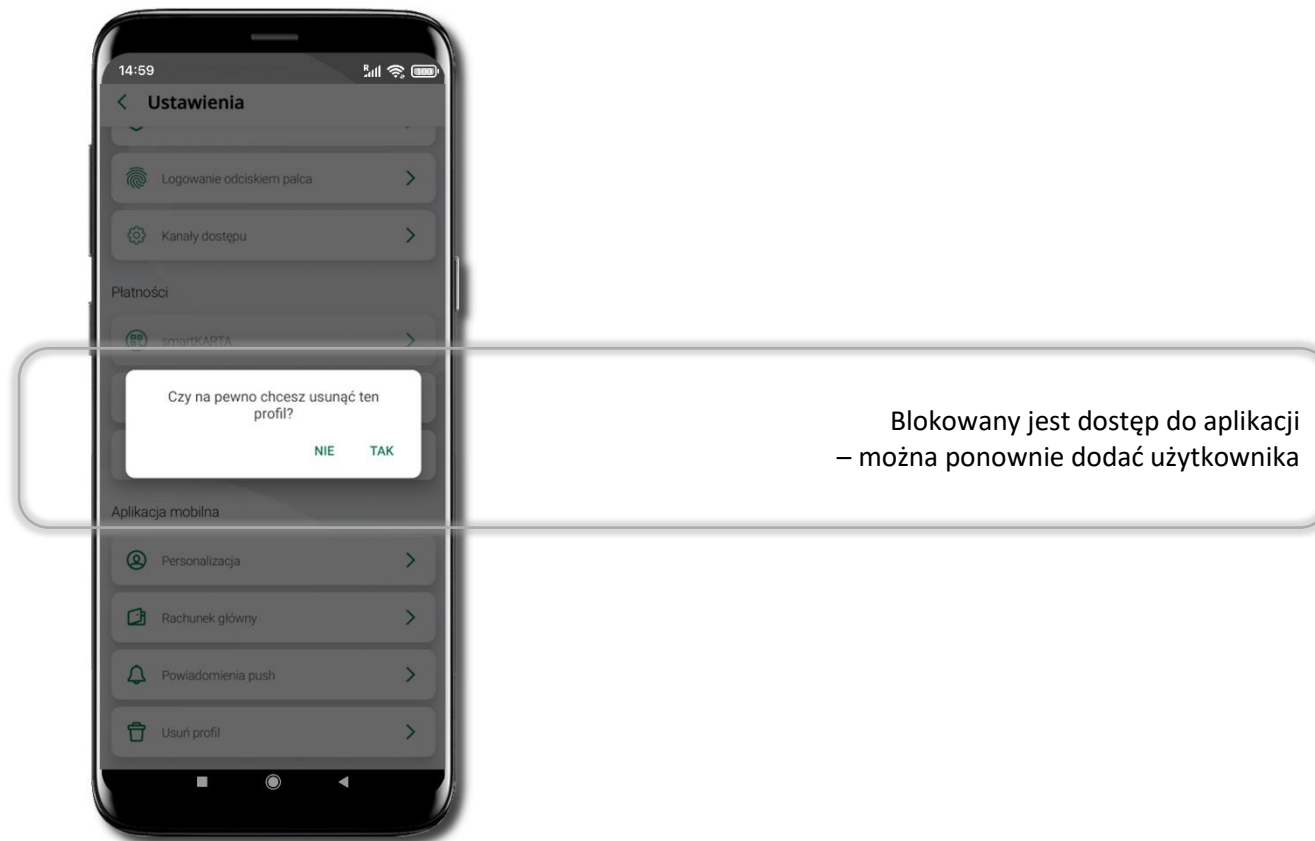 14:59
Ustawienia
Logowanie odciskiem palca
Kanały dostępu
Płatności
smartKARTA
Czy na pewno chcesz usunąć ten
profil?
NIE TAK
Blokowany jest dostęp do aplikacji
– można ponownie dodać użytkownika
Aplikacja mobilna
Personalizacja
Rachunek główny
Powiadomienia push
Usuń profil